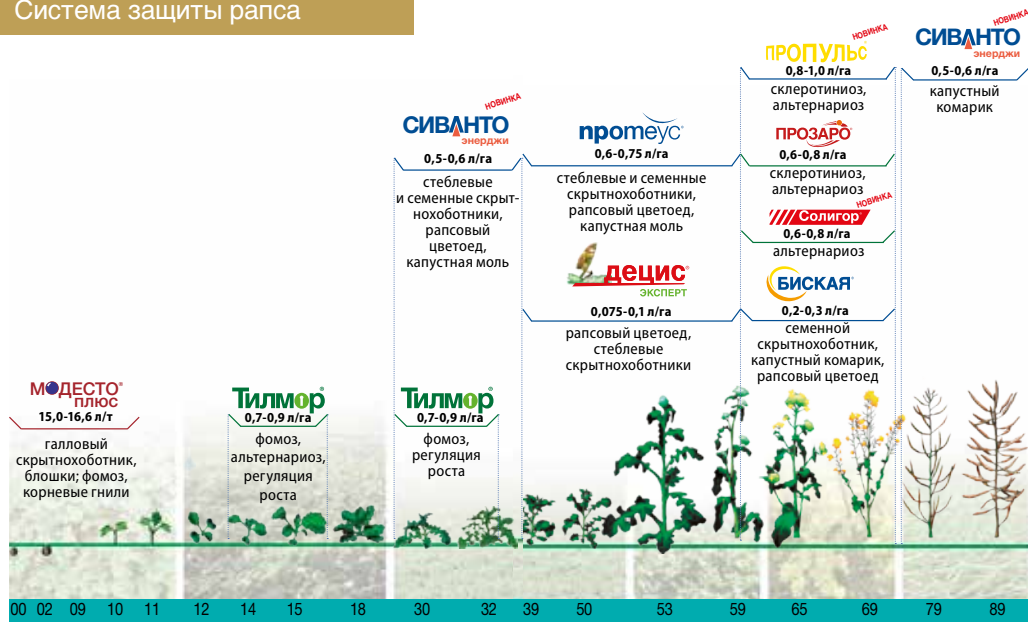 Система защиты рапса
НОВИНКА
СИВАНТО
энерджи
0,5-0,6 л/га
капустный
комарик
НОВИНКА
ПРОПУЛЬС
0,8-1,0 л/га
склеротиниоз,
альтернариоз
ПРОЗАРО
0,6-0,8 л/га
склеротиниоз,
альтернариоз
НОВИНКА
Солигор
0,6-0,8 л/га
альтернариоз
БИСКАЯ
0,2-0,3 л/га
семенной
скрытнохоботник,
капустный комарик,
рапсовый цветоед
НОВИНКА
СИВАНТО
энерджи
0,5-0,6 л/га
стеблевые
и семенные скрыт-
нохоботники,
рапсовый
цветоед,
капустная моль
протеус
0,6-0,75 л/га
стеблевые и семенные
скрытнохоботники,
рапсовый цветоед,
капустная моль
децис®
ЭКСПЕРТ
0,075-0,1 л/га
рапсовый цветоед,
стеблевые
скрытнохоботники
МОДЕСТО®
ПЛЮС
15,0-16,6 л/т
галловый
скрытнохоботник,
блошки; фомоз,
корневые гнили
Тилмор®
0,7-0,9 л/га
фомоз,
альтернариоз,
регуляция
роста
Тилмор®
0,7-0,9 л/га
фомоз,
регуляция
роста
00 02 09 10 11 12 14 15 18 30 32 39 50 53 59 65 69 79 89